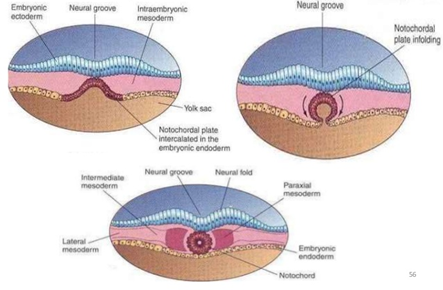 Embryonic
ectoderm
Neural groove
Intraembryonic
mesoderm
Yolk sac
Notochordal plate
intercalated in the
embryonic endoderm
Neural groove
Notochordal
plate infolding
Intermediate
mesoderm
Neural groove
Neural fold
Paraxial
mesoderm
Lateral
mesoderm
Embryonic
endoderm
Notochord
56